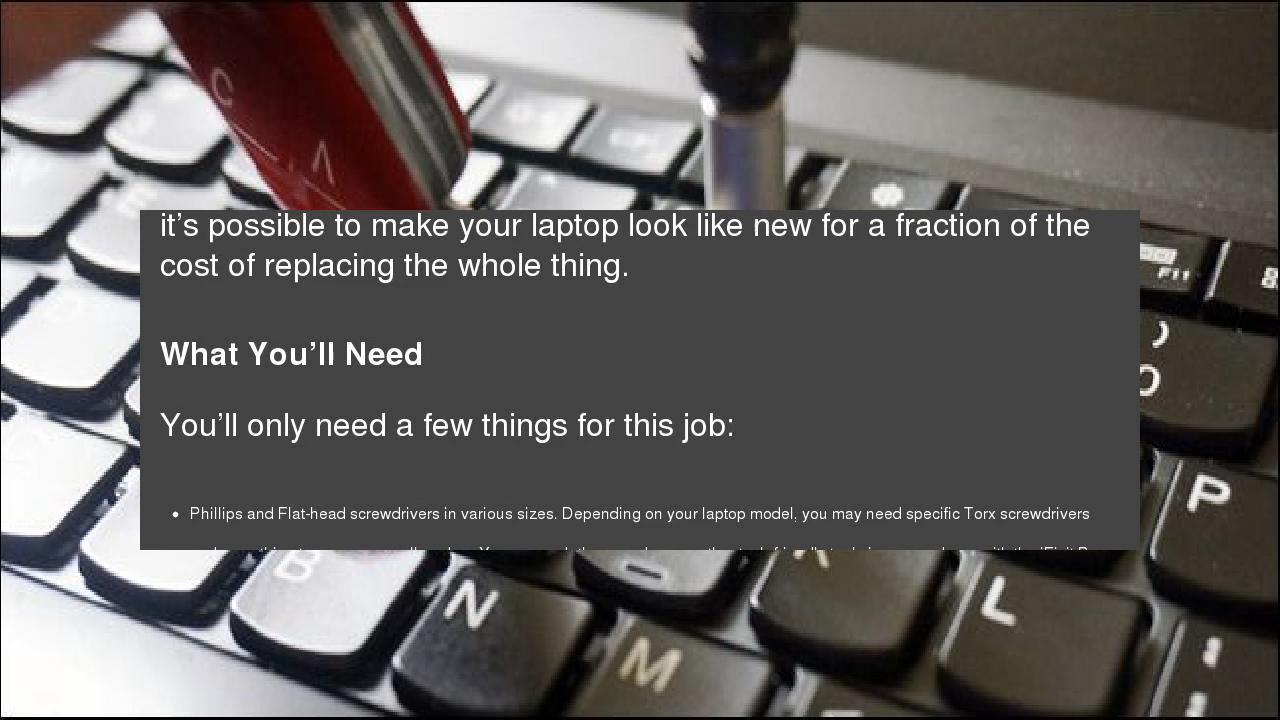 it's possible to make your laptop look like new for a fraction of the
cost of replacing the whole thing.
What You'll Need
You'll only need a few things for this job:
• Phillips and Flat-head screwdrivers in various sizes. Depending on your laptop model, you may need specific Torx screwdrivers
F11
P
B
N
M
L